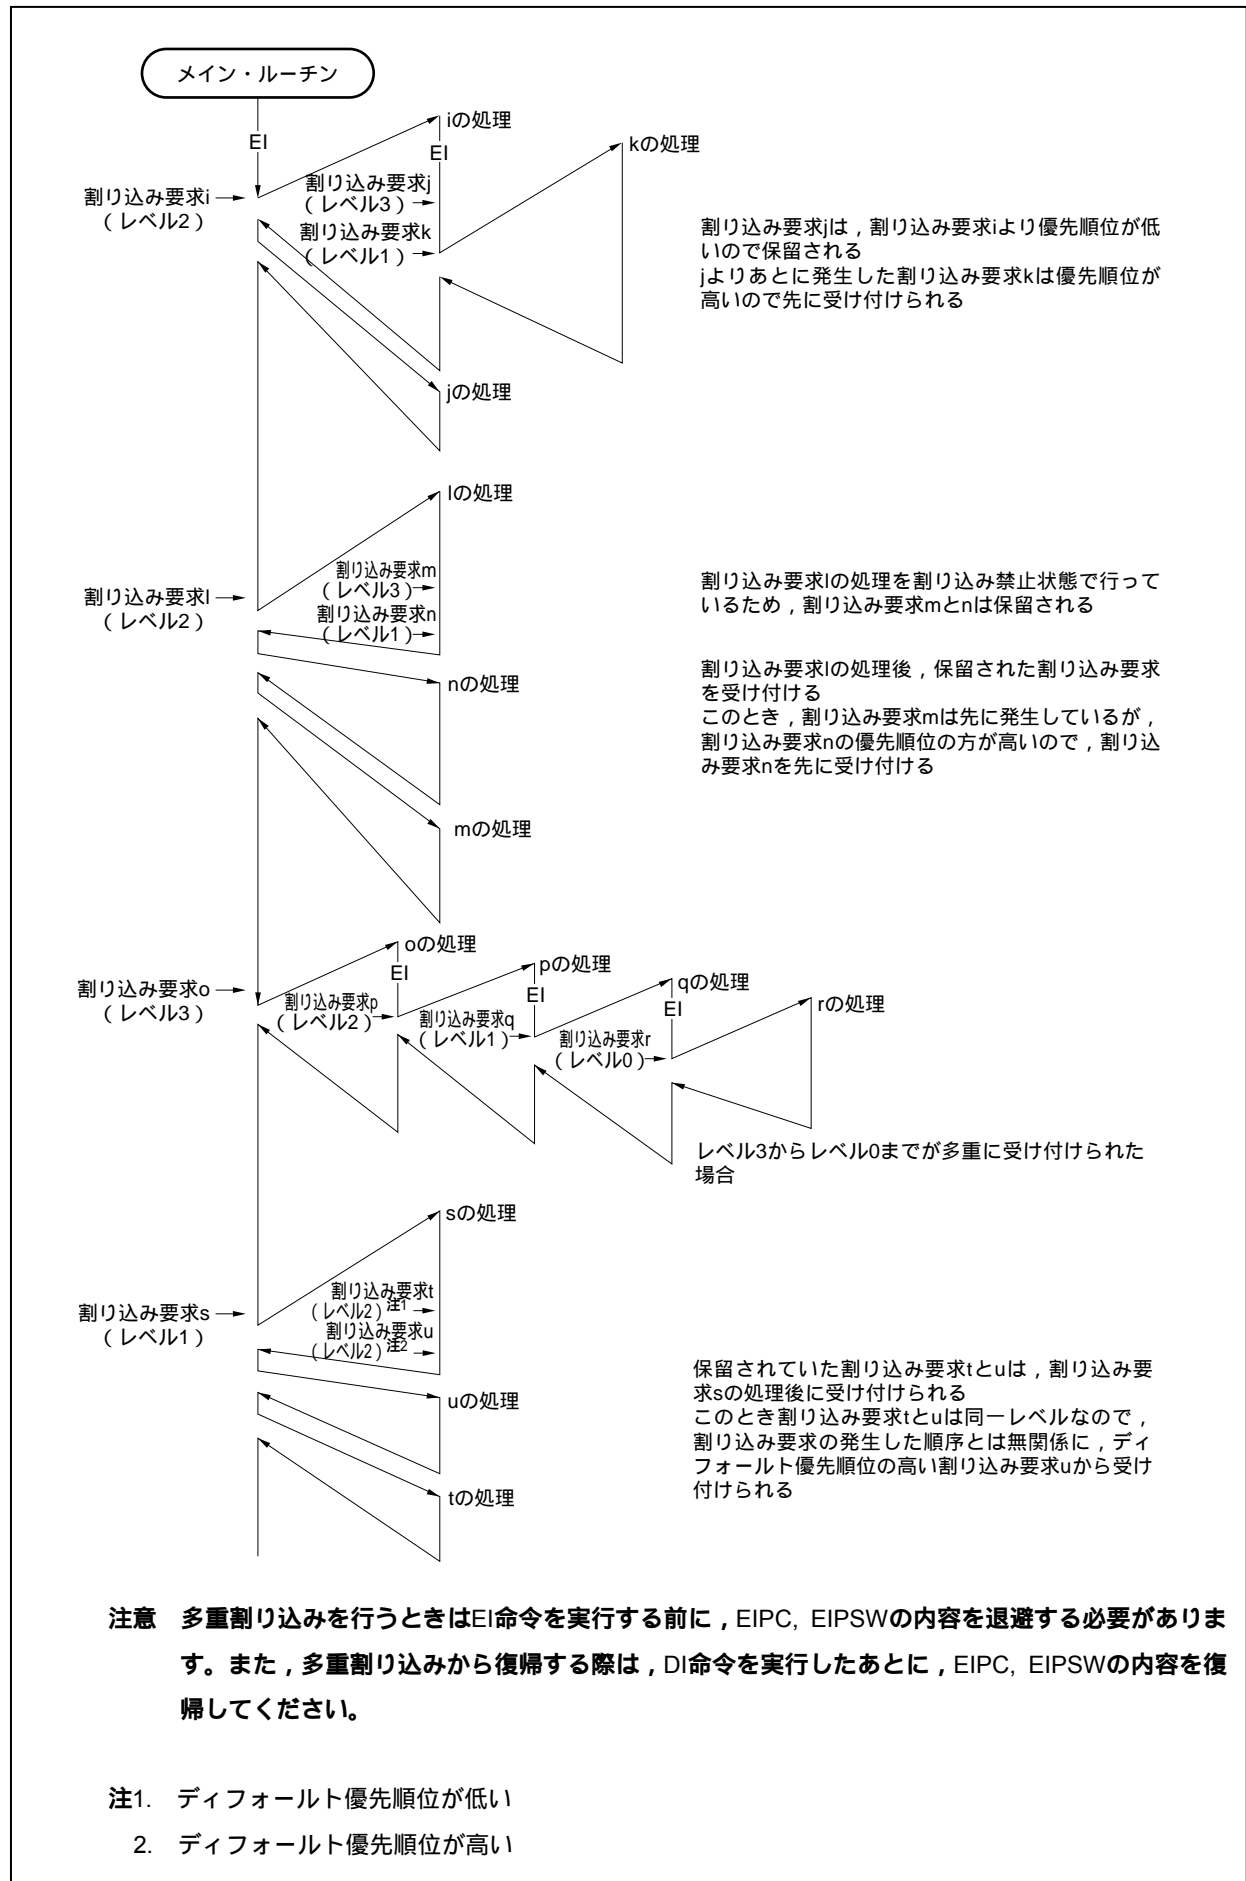 メイン・ルーチン
EI
iの処理
EI
kの処理
割り込み要求i
(レベル2)
割り込み要求j
(レベル3)
割り込み要求k
(レベル1)
割り込み要求jは，割り込み要求iより優先順位が低
いので保留される
jよりあとに発生した割り込み要求kは優先順位が
高いので先に受け付けられる
jの処理
lの処理
割り込み要求l
(レベル2)
割り込み要求m
(レベル3)
割り込み要求n
(レベル1)
割り込み要求lの処理を割り込み禁止状態で行って
いるため，割り込み要求mとnは保留される
nの処理
割り込み要求lの処理後，保留された割り込み要求
を受け付ける
このとき，割り込み要求mは先に発生しているが，
割り込み要求nの優先順位の方が高いので，割り込
み要求nを先に受け付ける
mの処理
oの処理
EI
pの処理
EI
qの処理
EI
rの処理
割り込み要求o
(レベル3)
割り込み要求p
(レベル2)
割り込み要求q
(レベル1)
割り込み要求r
(レベル0)
レベル3からレベル0までが多重に受け付けられた
場合
sの処理
割り込み要求s
(レベル1)
割り込み要求t
(レベル2)注1
割り込み要求u
(レベル2)注2
uの処理
tの処理
保留されていた割り込み要求tとuは，割り込み要
求sの処理後に受け付けられる
このとき割り込み要求tとuは同一レベルなので，
割り込み要求の発生した順序とは無関係に，ディ
フォールト優先順位の高い割り込み要求uから受け
付けられる
注意 多重割り込みを行うときはEI命令を実行する前に，EIPC, EIPSWの内容を退避する必要がありま
す。また，多重割り込みから復帰する際は，DI命令を実行したあとに，EIPC, EIPSWの内容を復
帰してください。
注1. ディフォールト優先順位が低い
2. ディフォールト優先順位が高い